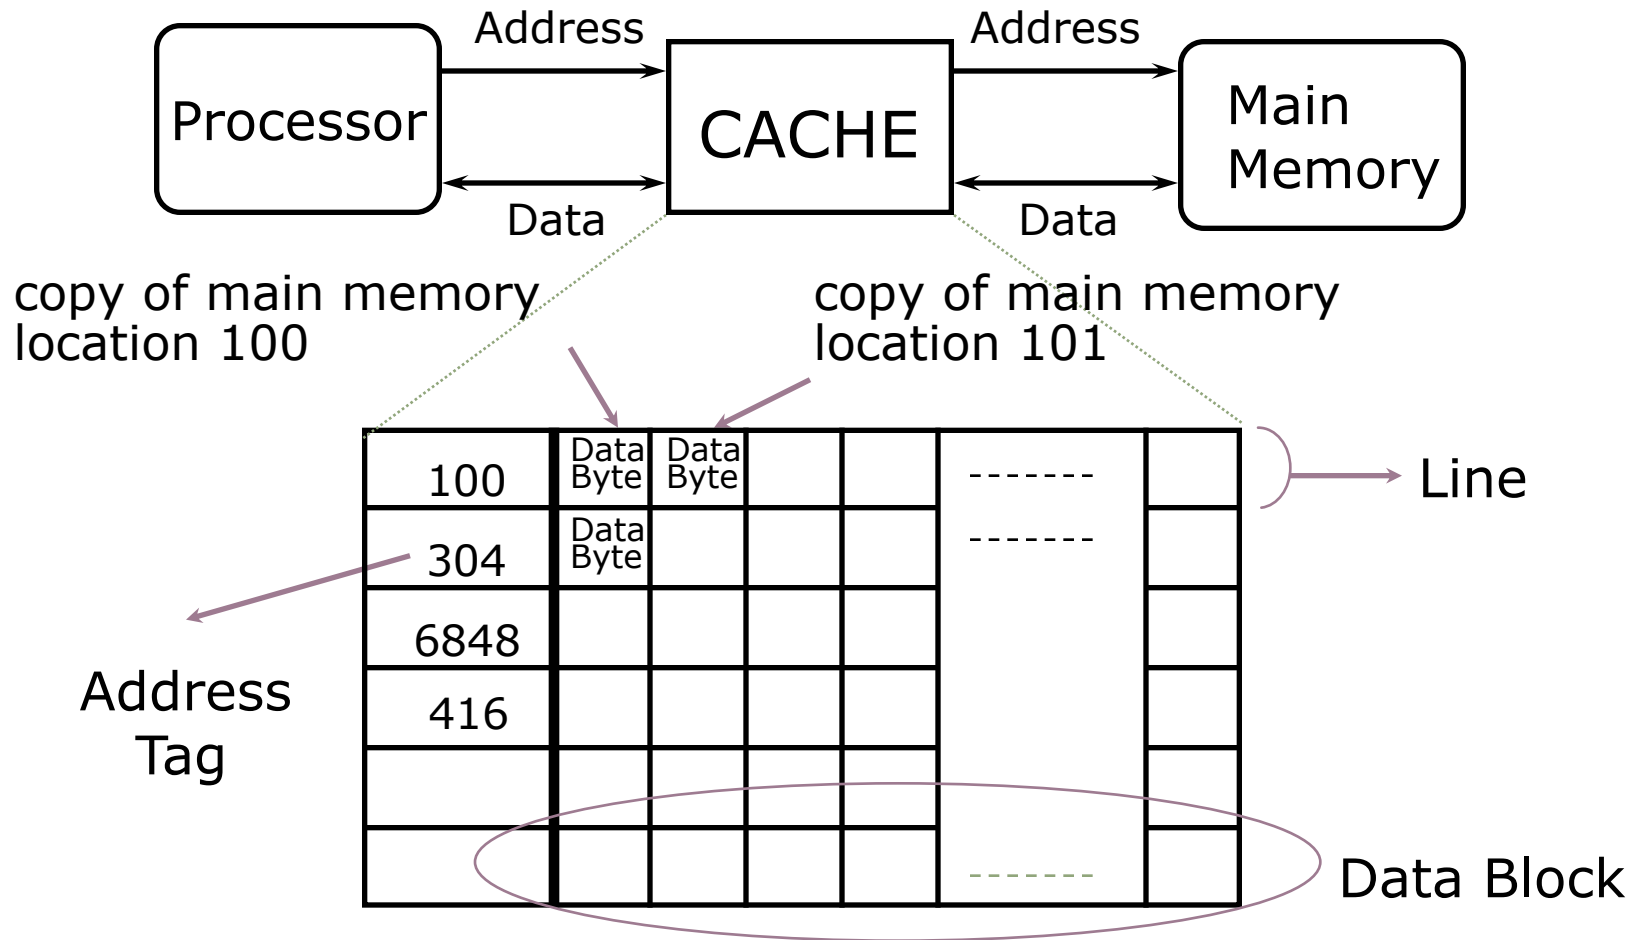 Address
Address
Processor
CACHE
Main
Memory
Data
Data
copy of main memory
location 100
copy of main memory
location 101
100
Data
Byte
Data
Byte
-------
Line
304
Data
Byte
-------
6848
416
Address
Tag
-------
Data Block